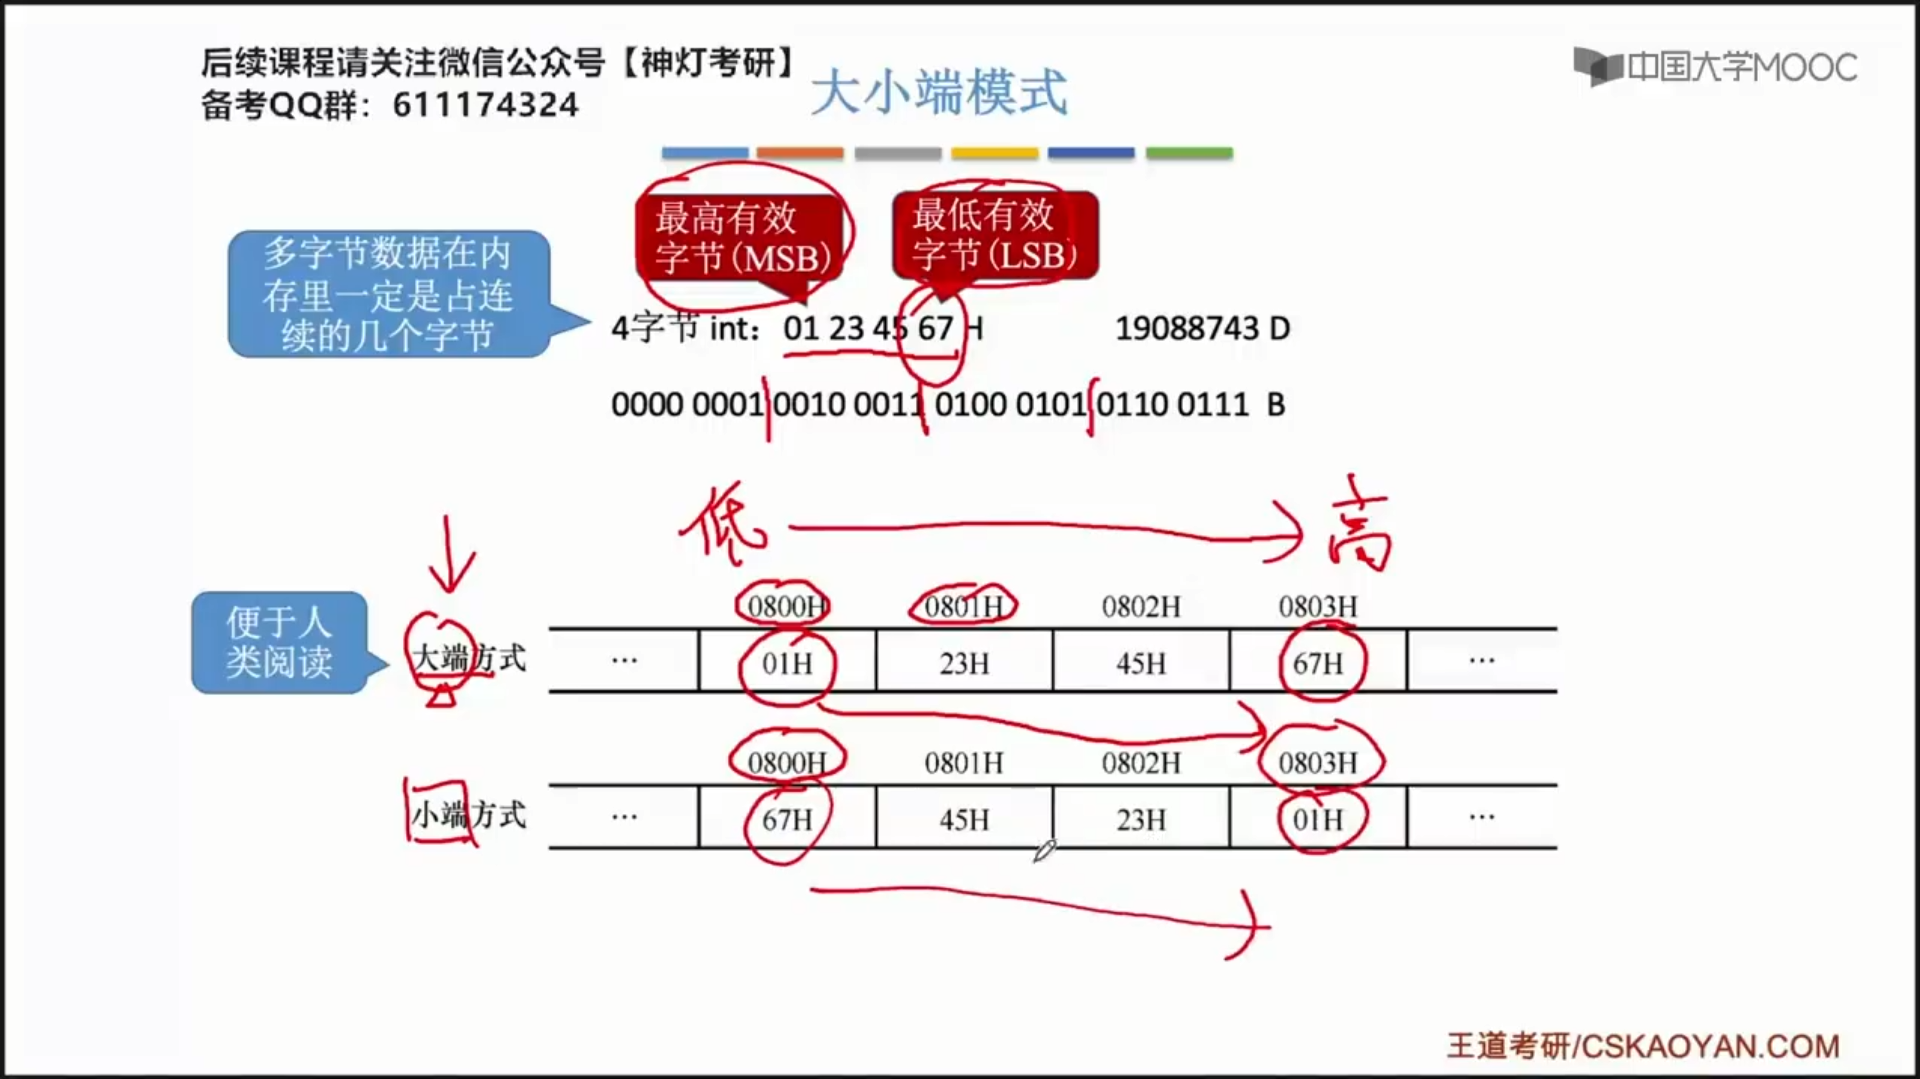 后续课程请关注微信公众号【神灯考研】
备考QQ群：611174324
大小端模式
中国大学MOOC
最高有效
字节(MSB)
最低有效
字节(LSB)
多字节数据在内
存里一定是占连
续的几个字节
4字节 int： 01 23 45 67 H 19088743 D
0000 0001 0010 0011 0100 0101 0110 0111 B
低 高
便于人
类阅读
0800H 0801H 0802H 0803H
大端方式 … 01H 23H 45H 67H …
0800H 0801H 0802H 0803H
小端方式 … 67H 45H 23H 01H …
王道考研/CSKAOYAN.COM